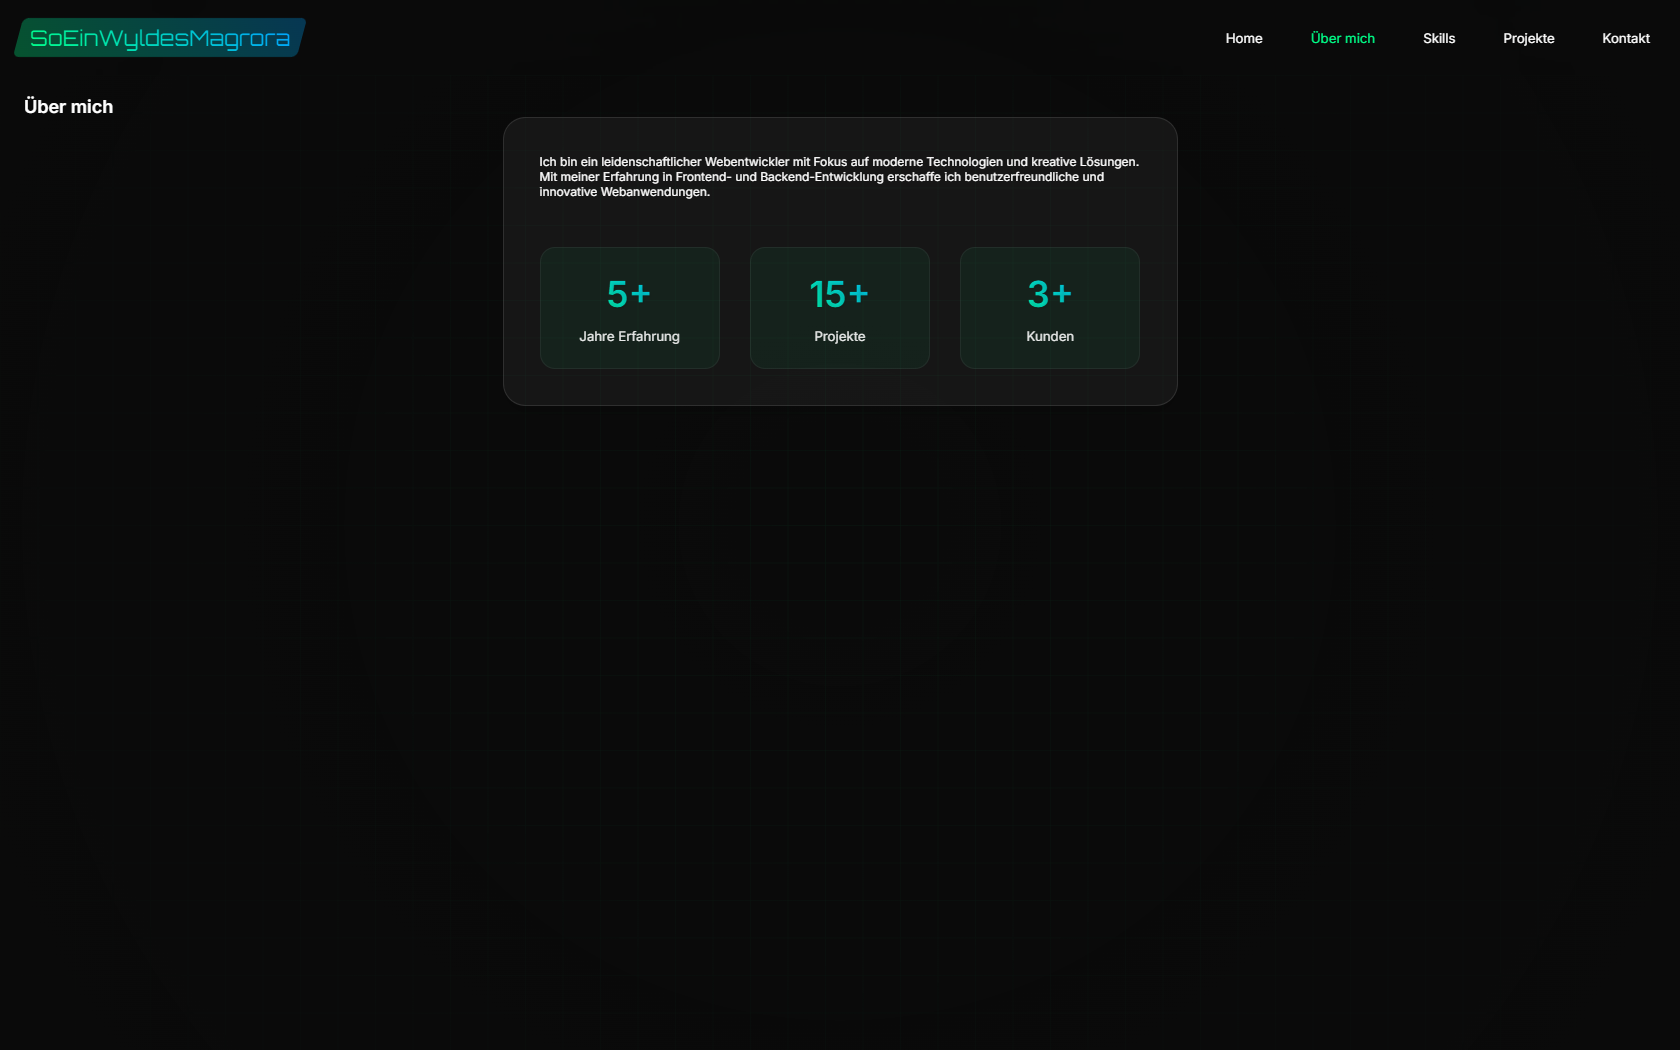 SoEinWyldesMagrora
Home
Über mich
Skills
Projekte
Kontakt
Über mich
Ich bin ein leidenschaftlicher Webentwickler mit Fokus auf moderne Technologien und kreative Lösungen.
Mit meiner Erfahrung in Frontend- und Backend-Entwicklung erschaffe ich benutzerfreundliche und
innovative Webanwendungen.
5+
Jahre Erfahrung
15+
Projekte
3+
Kunden